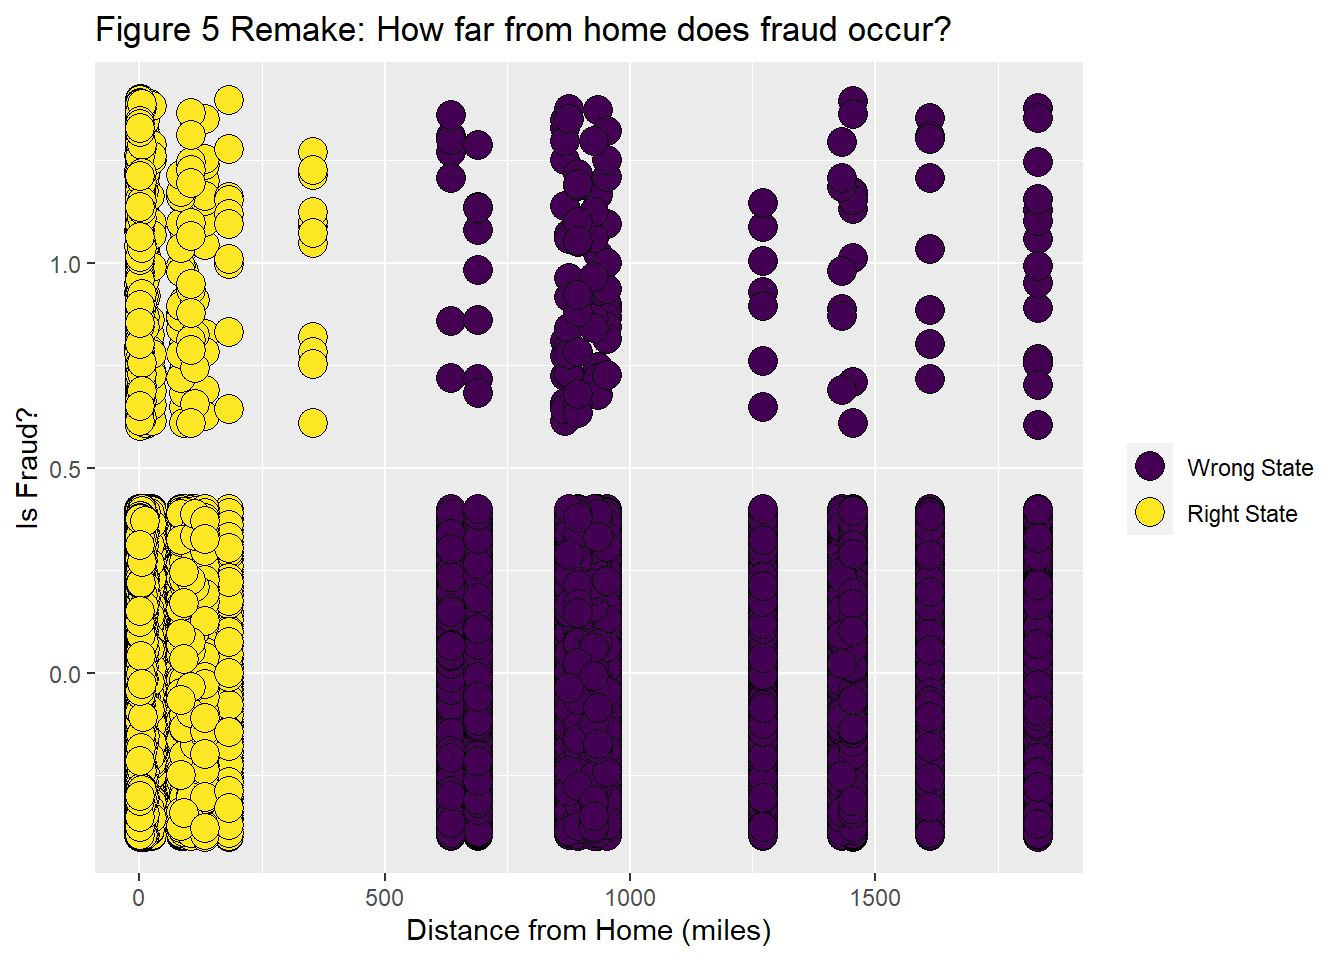 Figure 5 Remake: How far from home does fraud occur?
Is Fraud?
1.0
0.5
0.0
0
500
1000
1500
Distance from Home (miles)
Wrong State
Right State